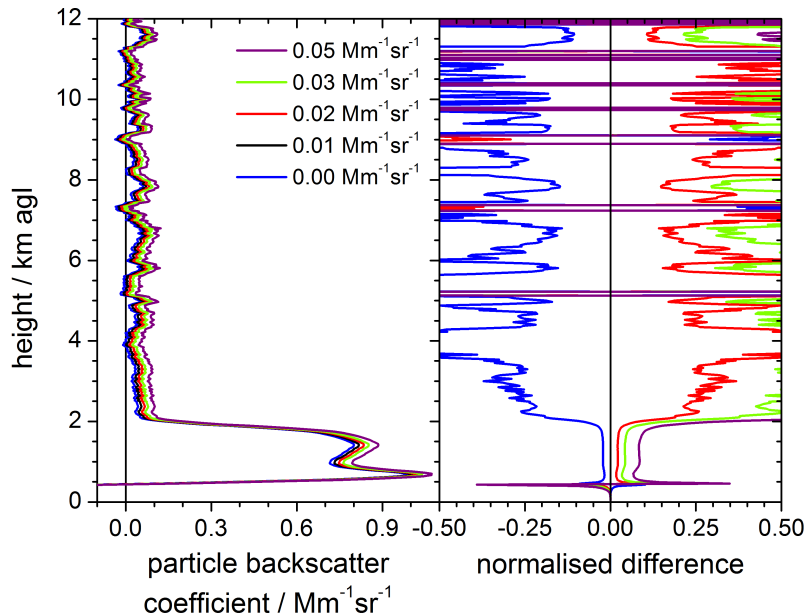 12
10
8
6
4
2
0
height / km agl
0.05 Mm⁻¹sr⁻¹
0.03 Mm⁻¹sr⁻¹
0.02 Mm⁻¹sr⁻¹
0.01 Mm⁻¹sr⁻¹
0.00 Mm⁻¹sr⁻¹
0.0 0.3 0.6 0.9 -0.50 -0.25 0.00 0.25 0.50
particle backscatter
coefficient / Mm⁻¹sr⁻¹
normalised difference